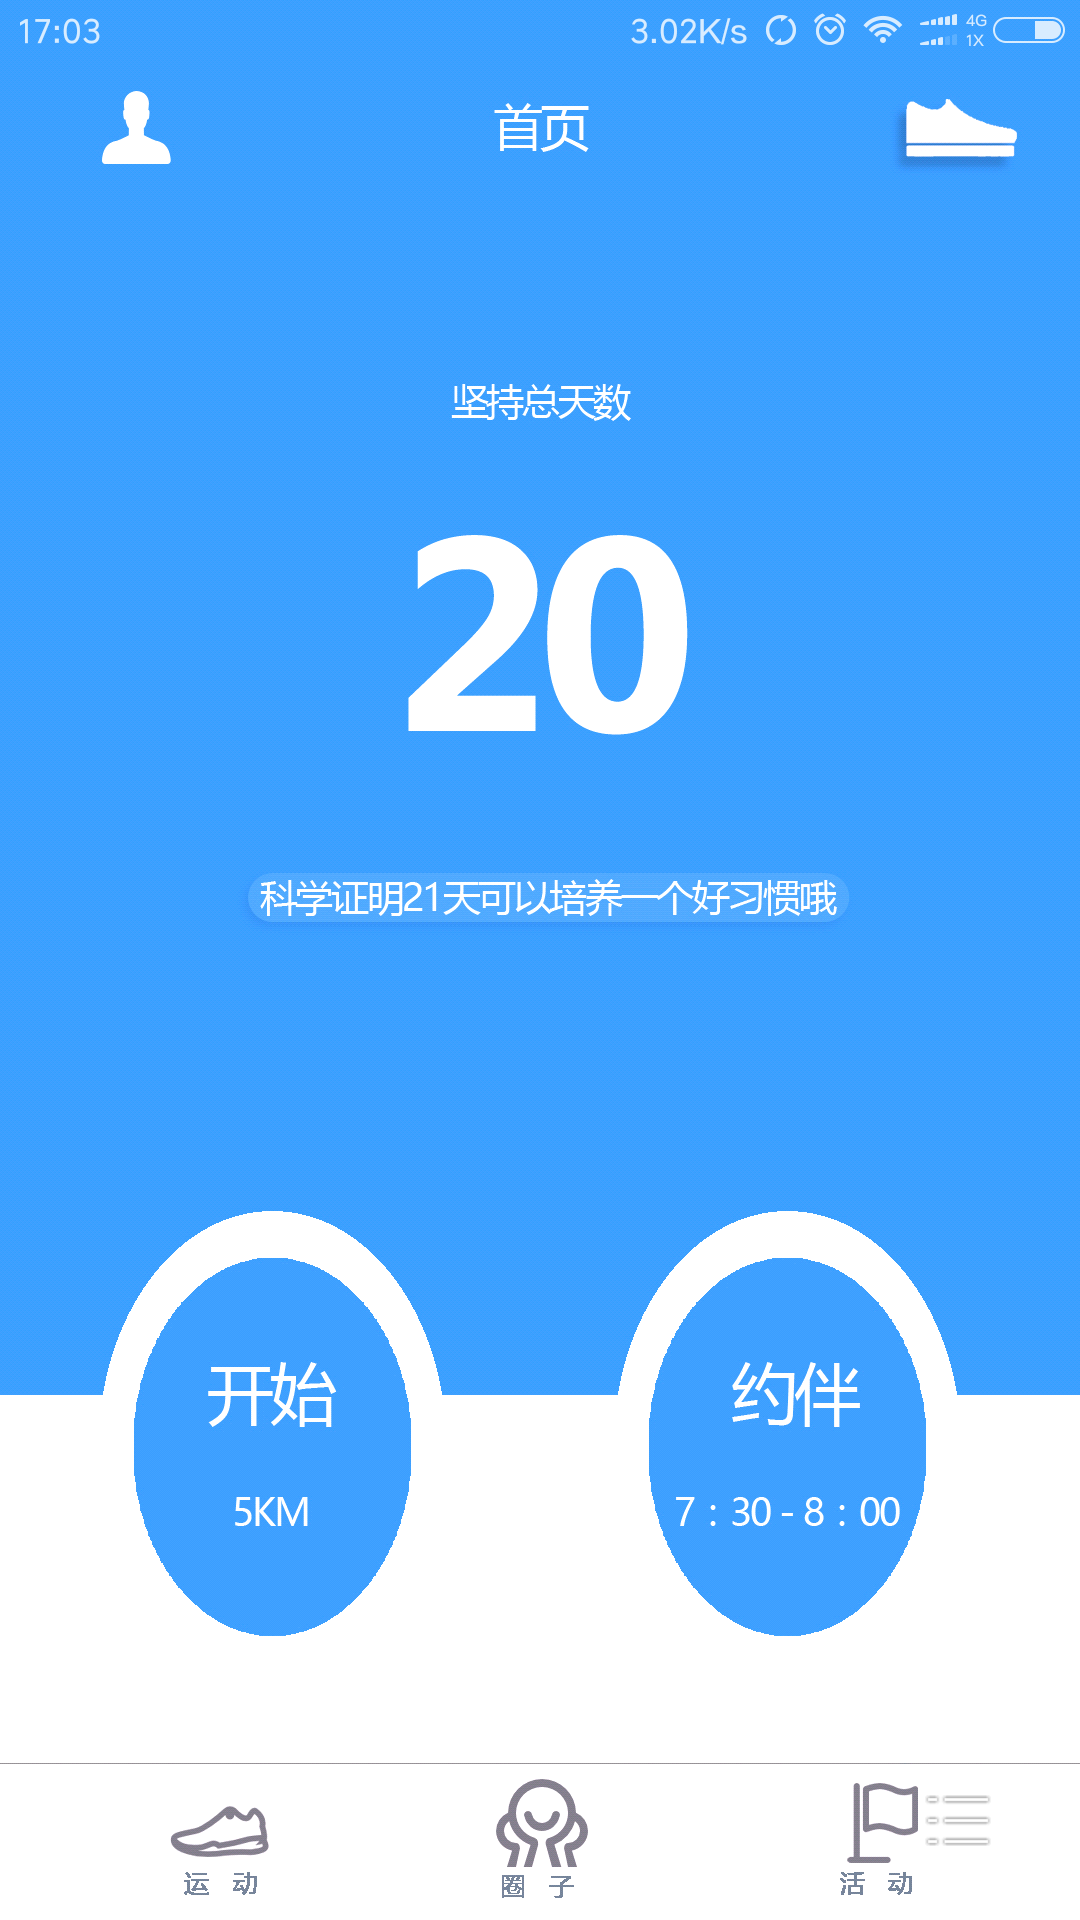 17:03 3.02K/s 4G 1X
首页
坚持总天数
20
科学证明21天可以培养一个好习惯哦
开始 约伴
5KM 7：30 - 8：00
运 动 圈 子 活 动